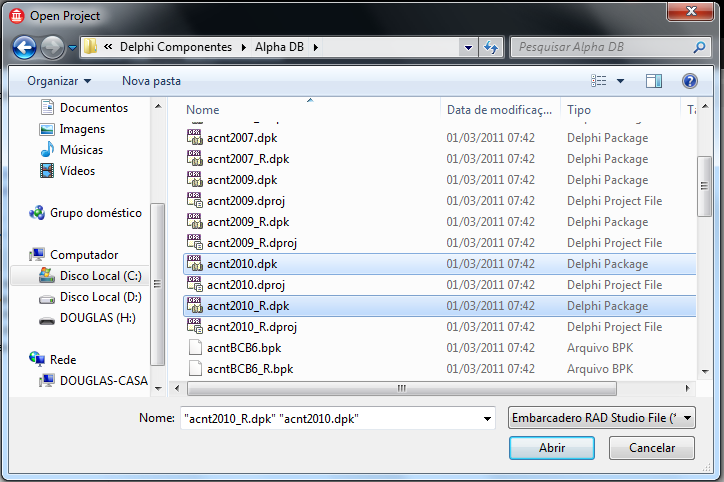 Open Project
« Delphi Componentes Alpha DB
Pesquisar Alpha DB
Organizar Nova pasta
Documentos
Imagens
Músicas
Vídeos
Grupo doméstico
Computador
Disco Local (C:)
Disco Local (D:)
DOUGLAS (H:)
Rede
DOUGLAS-CASA
Nome Data de modificaç... Tipo
acnt2007.dpk 01/03/2011 07:42 Delphi Package
acnt2007_R.dpk 01/03/2011 07:42 Delphi Package
acnt2009.dpk 01/03/2011 07:42 Delphi Package
acnt2009.dproj 01/03/2011 07:42 Delphi Project File
acnt2009_R.dpk 01/03/2011 07:42 Delphi Package
acnt2009_R.dproj 01/03/2011 07:42 Delphi Project File
acnt2010.dpk 01/03/2011 07:42 Delphi Package
acnt2010.dproj 01/03/2011 07:42 Delphi Project File
acnt2010_R.dpk 01/03/2011 07:42 Delphi Package
acnt2010_R.dproj 01/03/2011 07:42 Delphi Project File
acntBCB6.bpk 01/03/2011 07:42 Arquivo BPK
acntBCB6_R.bpk 01/03/2011 07:42 Arquivo BPK
Nome: "acnt2010_R.dpk" "acnt2010.dpk" Embarcadero RAD Studio File (*
Abrir Cancelar